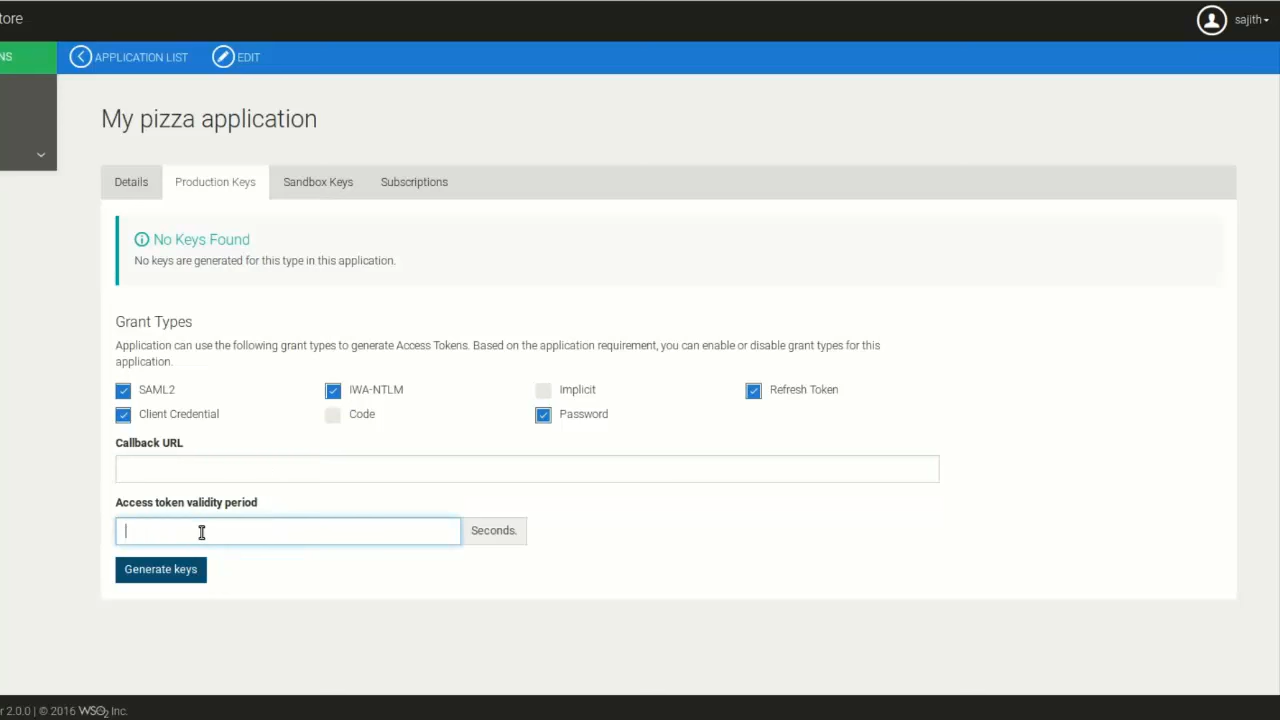 tore
sajith
NS
APPLICATION LIST
EDIT
My pizza application
Details
Production Keys
Sandbox Keys
Subscriptions
No Keys Found
No keys are generated for this type in this application.
Grant Types
Application can use the following grant types to generate Access Tokens. Based on the application requirement, you can enable or disable grant types for this
application.
SAML2
IWA-NTLM
Implicit
Refresh Token
Client Credential
Code
Password
Callback URL
Access token validity period
Seconds.
Generate keys
r 2.0.0 | © 2016 WSO2 Inc.